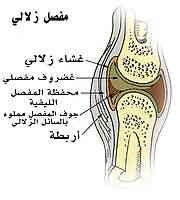 مفصل زلالي
غشاء زلالي
غضروف مفصلي
محفظة المفصل
الليفية
جوف المفصل مملوء
بالسائل الزلالي
أربطة